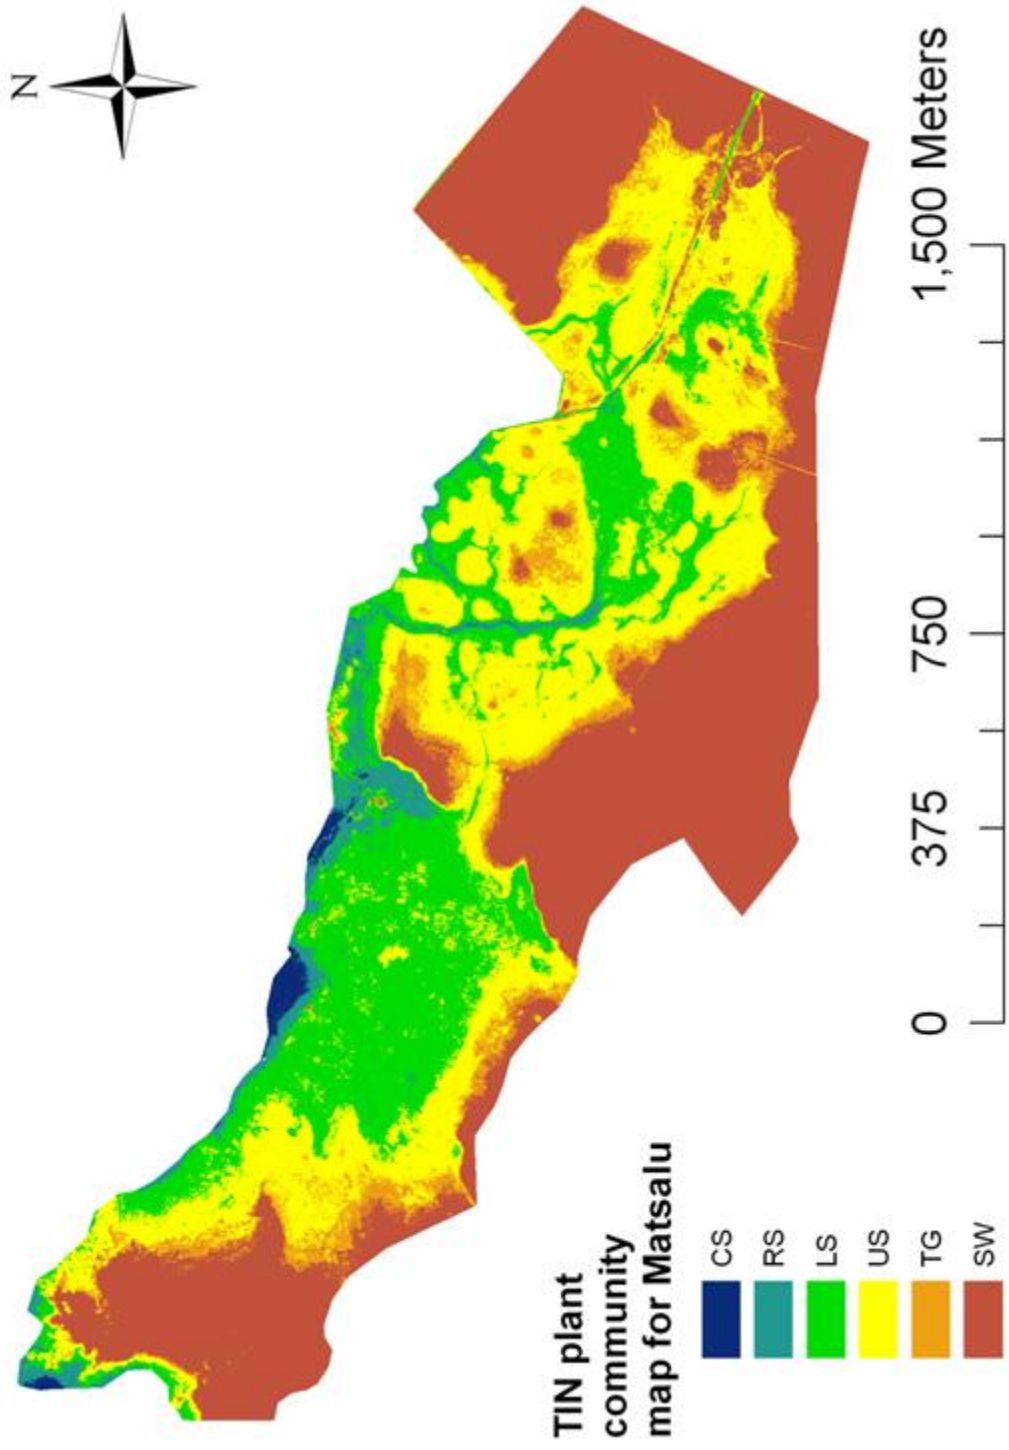 N
TIN plant
community
map for Matsalu
CS
RS
LS
US
TG
SW
0 375 750 1,500 Meters